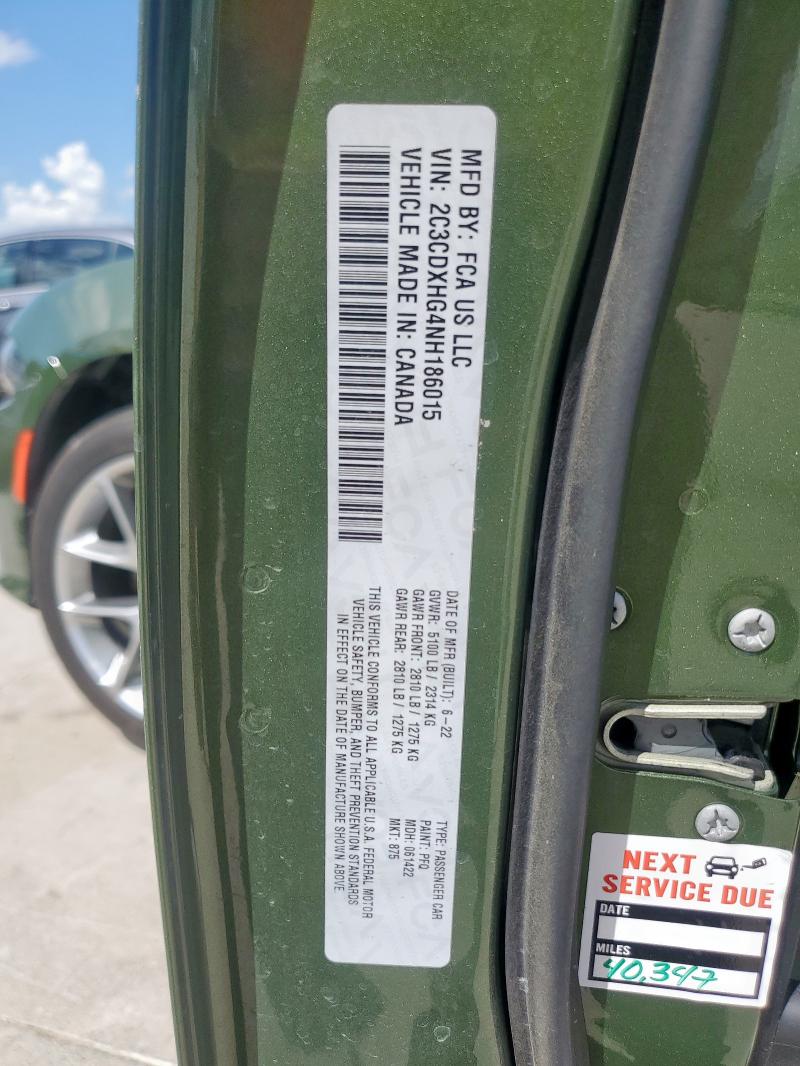 MFD BY: FCA US LLC
VIN: 2C3CDXHG4NH186015
VEHICLE MADE IN: CANADA
DATE OF MFR (BUILT): 6-22
GVWR: 5100 LB / 2314 KG
GAWR FRONT: 2810 LB / 1275 KG
GAWR REAR: 2810 LB / 1275 KG
THIS VEHICLE CONFORMS TO ALL APPLICABLE U.S.A. FEDERAL MOTOR
VEHICLE SAFETY, BUMPER, AND THEFT PREVENTION STANDARDS
IN EFFECT ON THE DATE OF MANUFACTURE SHOWN ABOVE
TYPE: PASSENGER CAR
PAINT: PFQ
MDH: 061422
MKT: 875
NEXT
SERVICE DUE
DATE
MILES
40,347